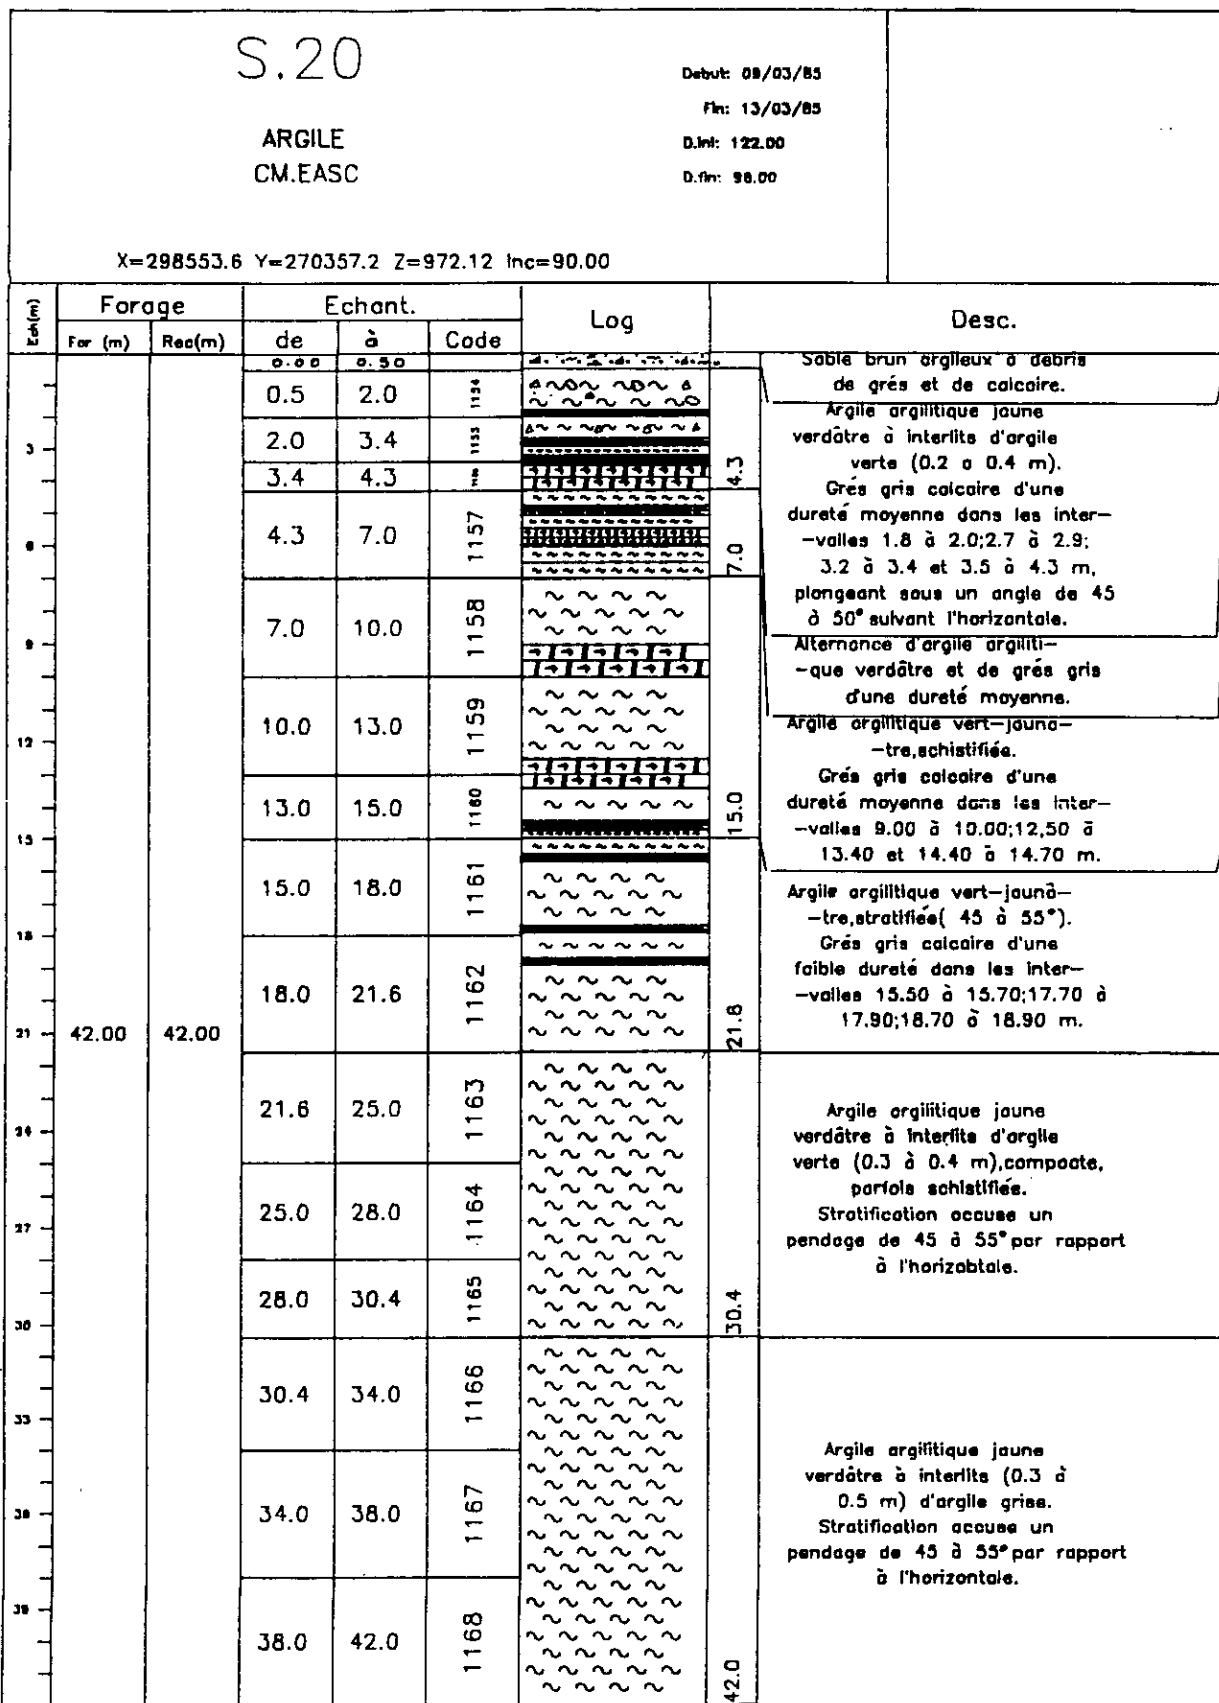 S.20
ARGILE
CM.EASC
Debut: 09/03/85
Fin: 13/03/85
D.ini: 122.00
D.fin: 98.00
X=298553.6 Y=270357.2 Z=972.12 Inc=90.00
Ech(m)
Forage
Echant.
Log
Desc.
For (m)
Rec(m)
de
à
Code
0.00 0.50
0.5 2.0 1154
2.0 3.4 1155
3.4 4.3
4.3 7.0 1157
7.0 10.0 1158
10.0 13.0 1159
13.0 15.0 1160
15.0 18.0 1161
18.0 21.6 1162
42.00 42.00
21.6 25.0 1163
25.0 28.0 1164
28.0 30.4 1165
30.4 34.0 1166
34.0 38.0 1167
38.0 42.0 1168
3
6
9
12
15
18
21
24
27
30
33
36
39
4.3
7.0
15.0
21.6
30.4
42.0
Sable brun argileux à débris
de grés et de calcaire.
Argile argilitique jaune
verdâtre à interlits d'argile
verte (0.2 a 0.4 m).
Grés gris calcaire d'une
dureté moyenne dans les inter-
-valles 1.8 à 2.0;2.7 à 2.9;
3.2 à 3.4 et 3.5 à 4.3 m,
plongeant sous un angle de 45
à 50° suivant l'horizontale.
Alternance d'argile argiliti-
-que verdâtre et de grés gris
d'une dureté moyenne.
Argile argilitique vert-jauna-
-tre,schistifiée.
Grés gris calcaire d'une
dureté moyenne dans les inter-
-valles 9.00 à 10.00;12,50 à
13.40 et 14.40 à 14.70 m.
Argile argilitique vert-jaunâ-
-tre,stratifiée( 45 à 55°).
Grés gris calcaire d'une
faible dureté dans les inter-
-valles 15.50 à 15.70;17.70 à
17.90;18.70 à 18.90 m.
Argile argilitique jaune
verdâtre à interlits d'argile
verte (0.3 à 0.4 m),compacte,
parfois schistifiée.
Stratification accuse un
pendage de 45 à 55° par rapport
à l'horizobtale.
Argile argilitique jaune
verdâtre à interlits (0.3 à
0.5 m) d'argile grise.
Stratification accuse un
pendage de 45 à 55° par rapport
à l'horizontale.